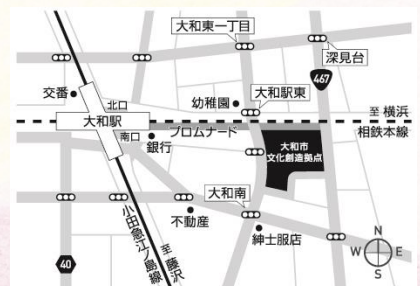 大和東一丁目
深見台
467
交番
北口
幼稚園
大和駅東
至 横浜
大和駅
プロムナード
相鉄本線
南口
銀行
大和市
文化創造拠点
大和南
不動産
紳士服店
小田急江ノ島線
至 藤沢
40
N
W
E
S